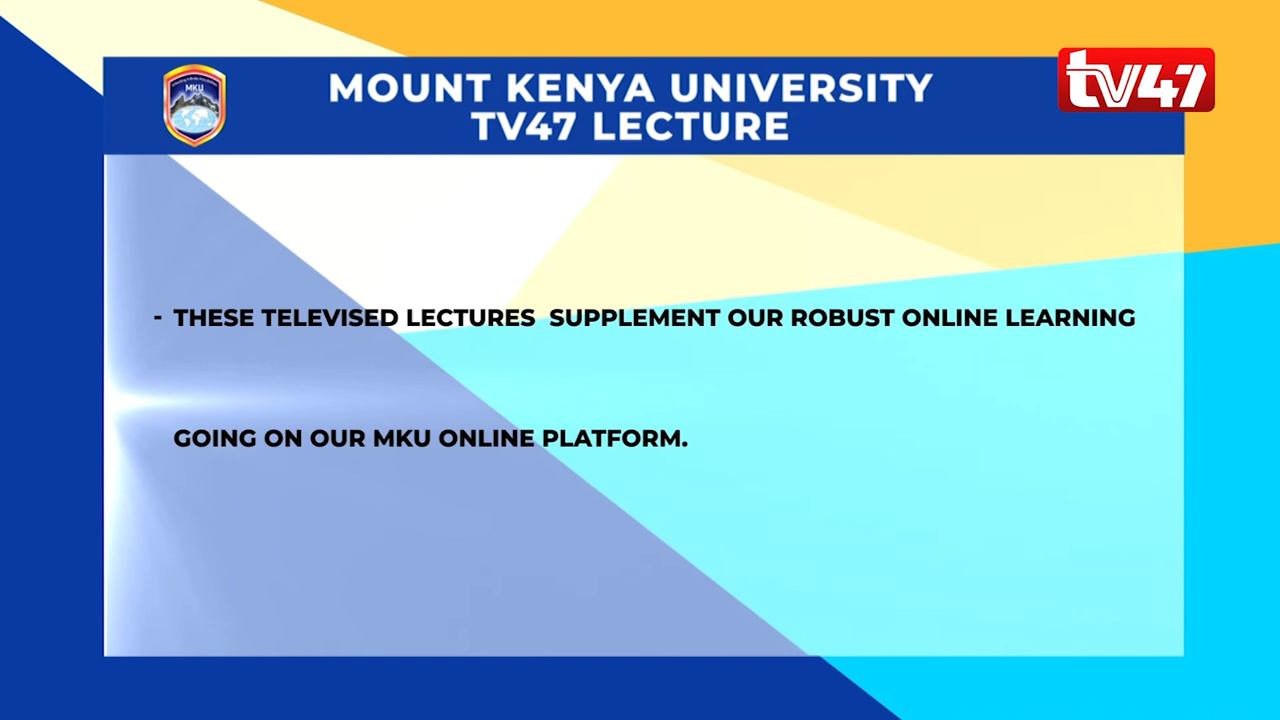 MKU
MOUNT KENYA UNIVERSITY
TV47 LECTURE
tv47
- THESE TELEVISED LECTURES  SUPPLEMENT OUR ROBUST ONLINE LEARNING
GOING ON OUR MKU ONLINE PLATFORM.